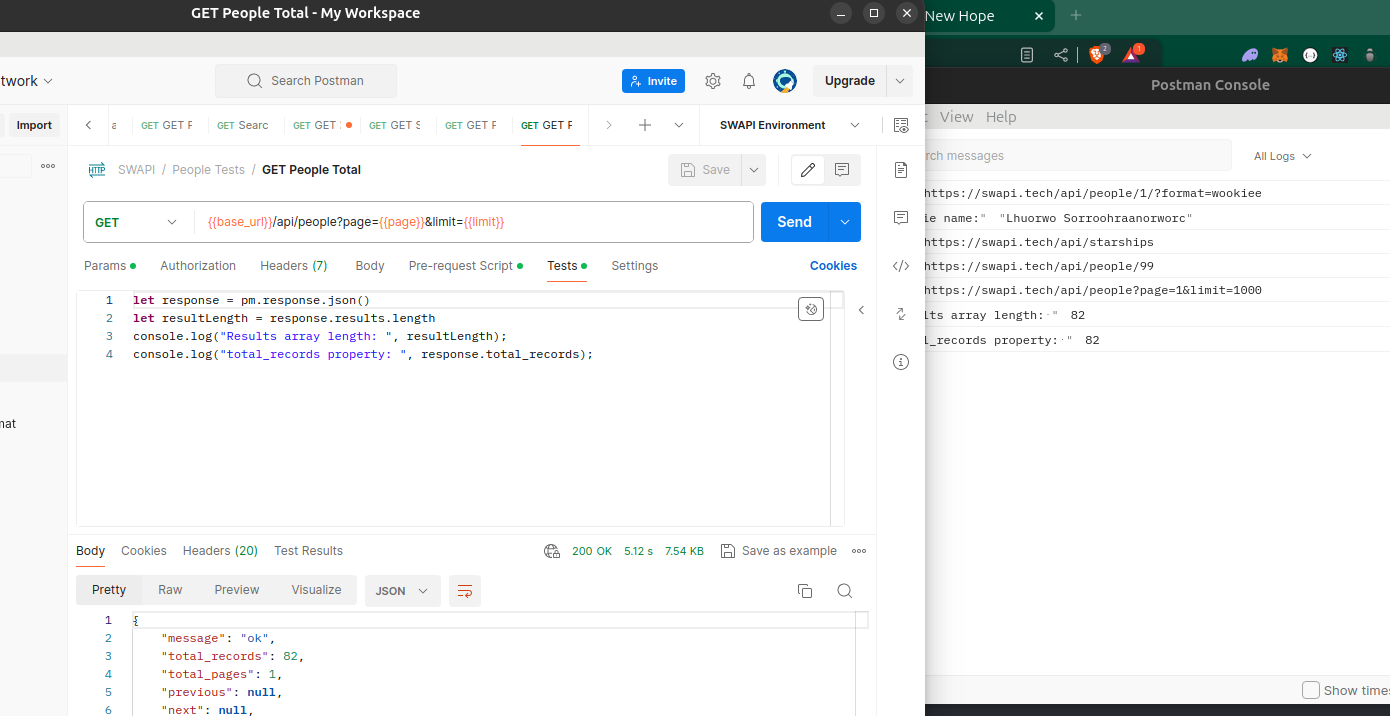 GET People Total - My Workspace
New Hope
2
1
Postman Console
twork
Search Postman
Invite
Upgrade
View Help
Import
a
GET GET F
GET Searc
GET GET
GET GET S
GET GET F
GET GET F
SWAPI Environment
rch messages
All Logs
HTTP SWAPI / People Tests / GET People Total
Save
https://swapi.tech/api/people/1/?format=wookiee
ie name:" "Lhuorwo Sorroohraanorworc"
https://swapi.tech/api/starships
https://swapi.tech/api/people/99
https://swapi.tech/api/people?page=1&limit=1000
lts array length: " 82
l_records property: " 82
GET
{{base_url}}/api/people?page={{page}}&limit={{limit}}
Send
Params
Authorization
Headers (7)
Body
Pre-request Script
Tests
Settings
Cookies
1 let response = pm.response.json()
2 let resultLength = response.results.length
3 console.log("Results array length: ", resultLength);
4 console.log("total_records property: ", response.total_records);
mat
Body
Cookies
Headers (20)
Test Results
200 OK
5.12 s
7.54 KB
Save as example
Pretty
Raw
Preview
Visualize
JSON
1 {
2 "message": "ok",
3 "total_records": 82,
4 "total_pages": 1,
5 "previous": null,
6 "next": null,
Show times